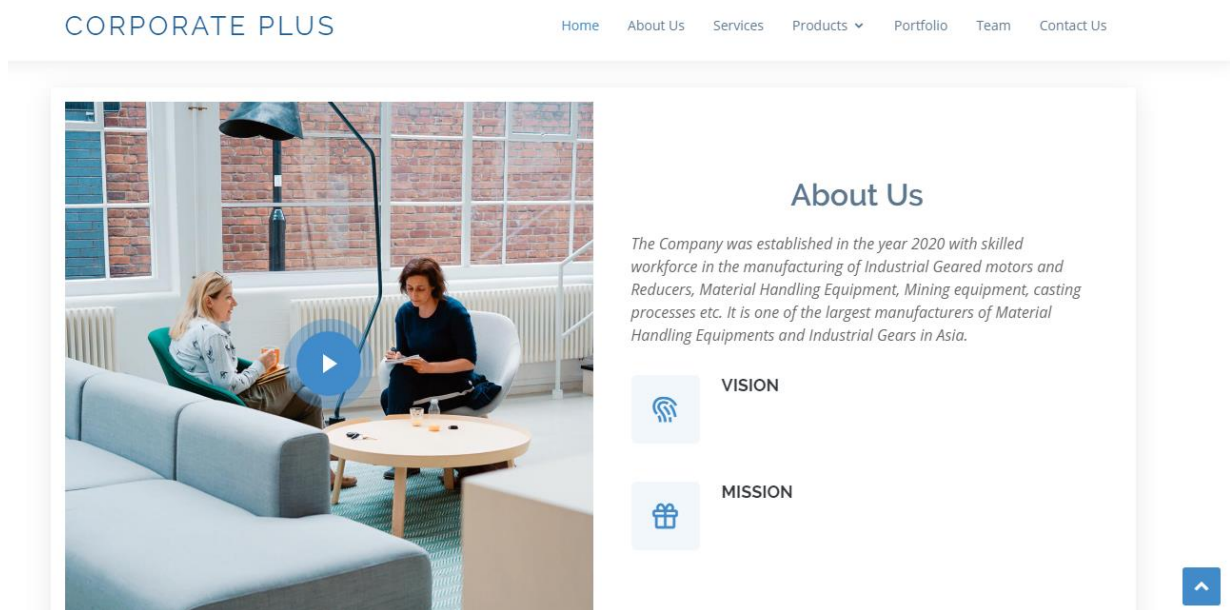 CORPORATE PLUS
Home
About Us
Services
Products
Portfolio
Team
Contact Us
About Us
The Company was established in the year 2020 with skilled
workforce in the manufacturing of Industrial Geared motors and
Reducers, Material Handling Equipment, Mining equipment, casting
processes etc. It is one of the largest manufacturers of Material
Handling Equipments and Industrial Gears in Asia.
VISION
MISSION